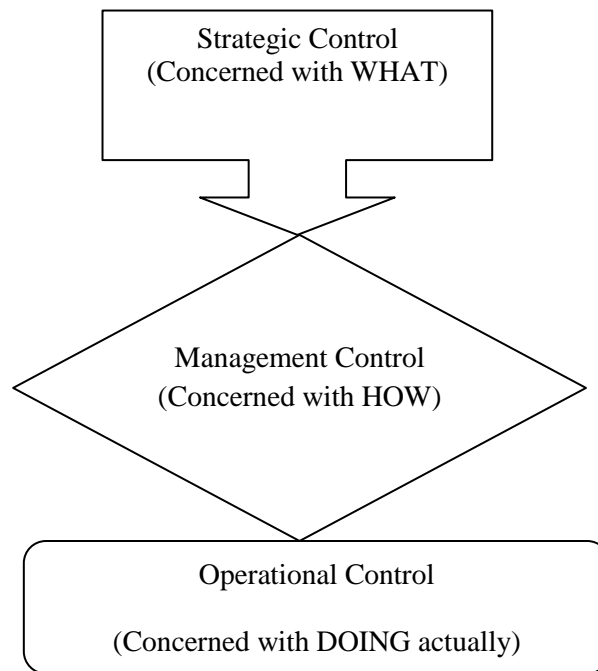 Strategic Control
(Concerned with WHAT)
Management Control
(Concerned with HOW)
Operational Control
(Concerned with DOING actually)